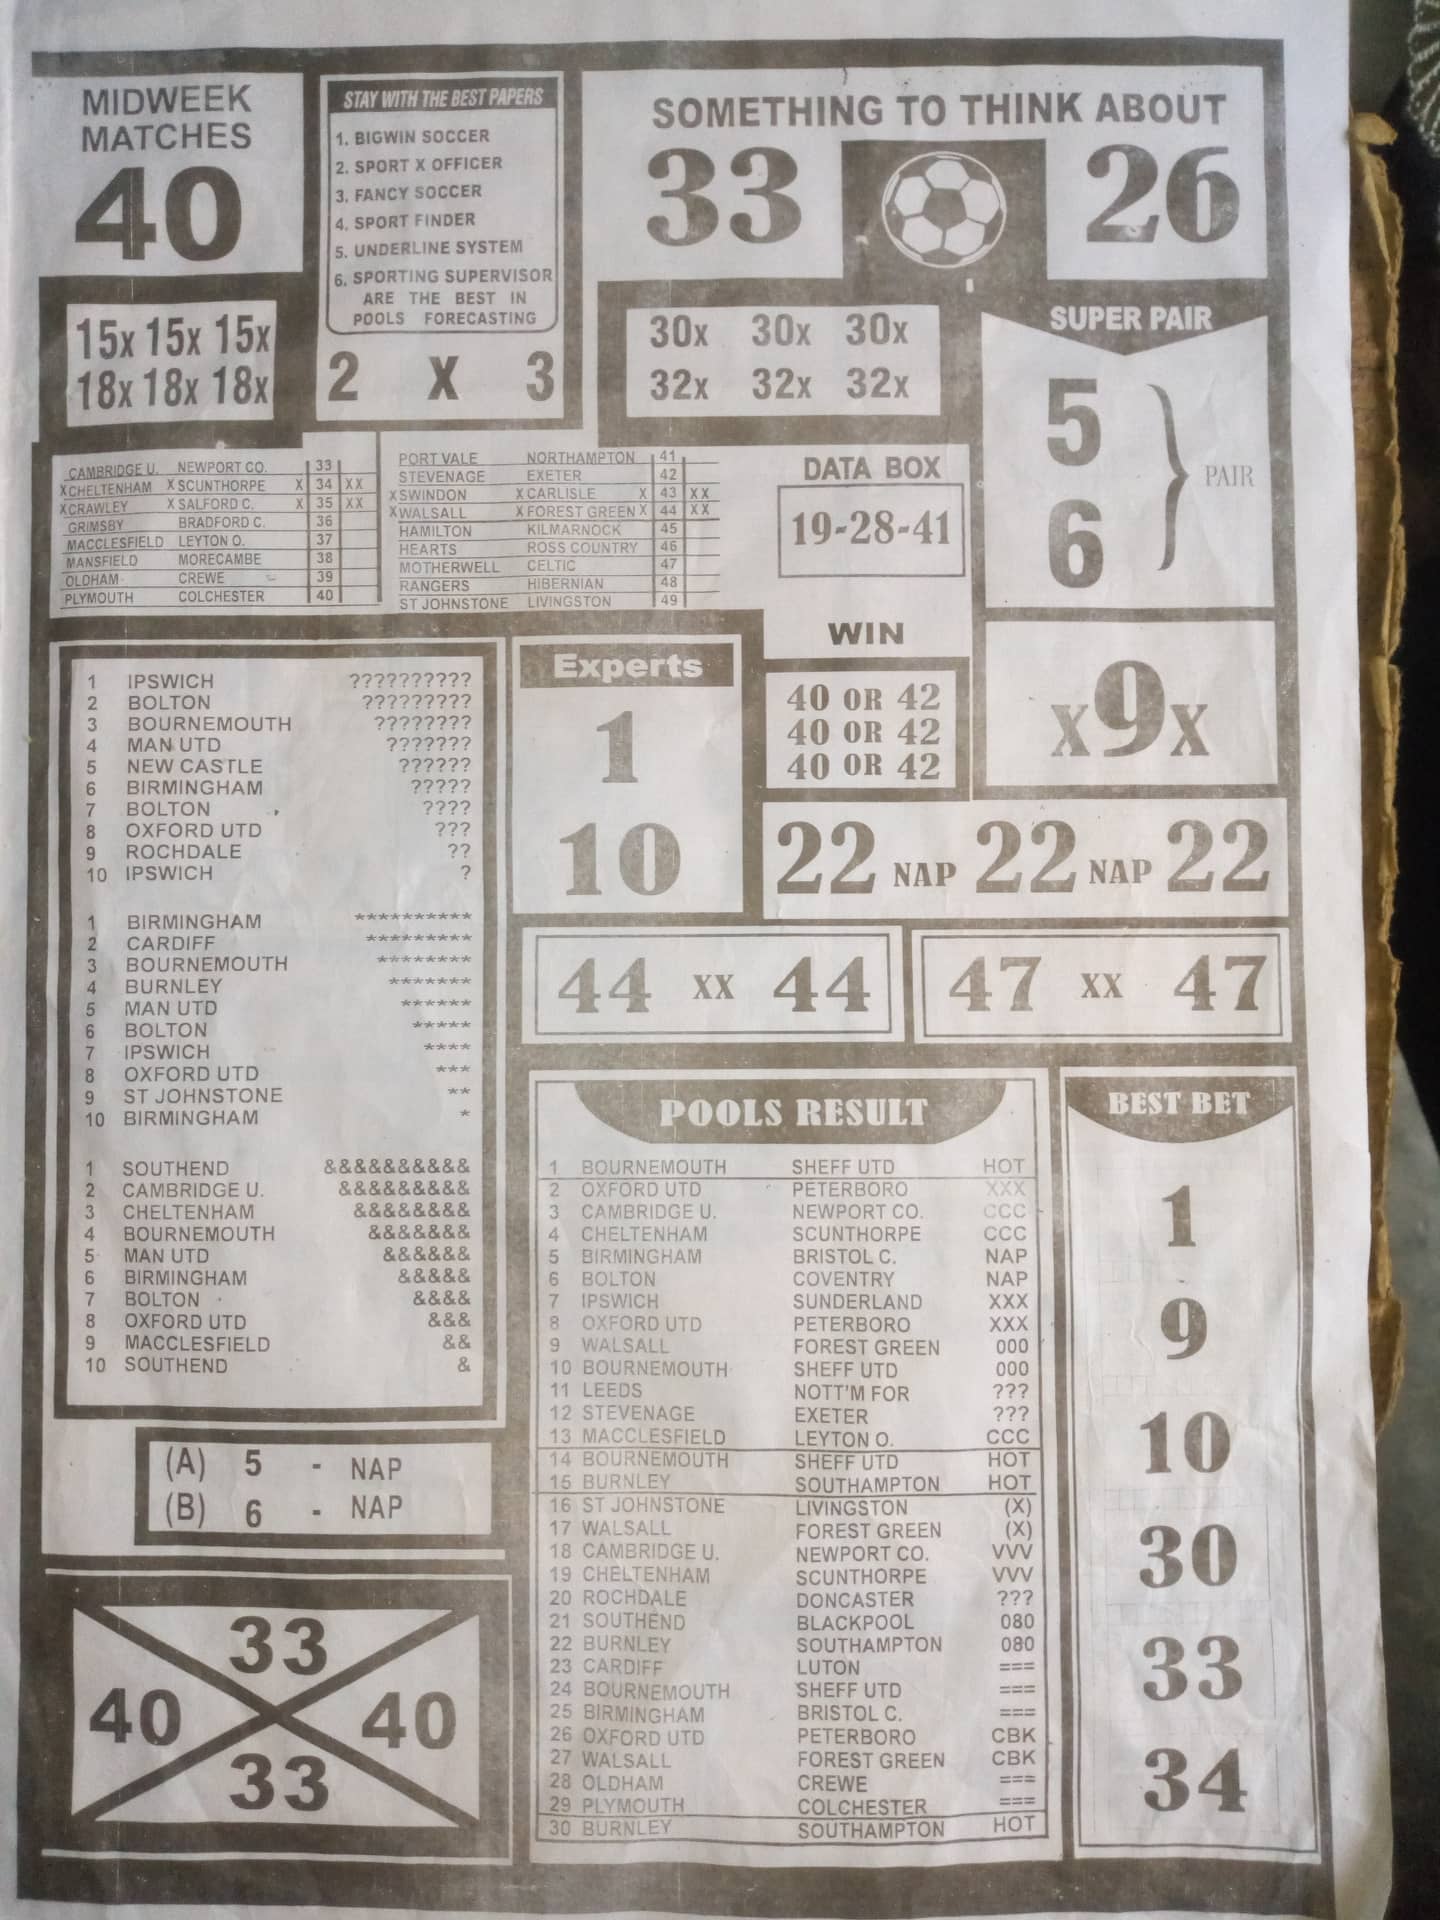 MIDWEEK
MATCHES
40
STAY WITH THE BEST PAPERS
1. BIGWIN SOCCER
2. SPORT X OFFICER
3. FANCY SOCCER
4. SPORT FINDER
5. UNDERLINE SYSTEM
6. SPORTING SUPERVISOR
ARE THE BEST IN
POOLS FORECASTING
2 X 3
SOMETHING TO THINK ABOUT
33 26
15x 15x 15x
18x 18x 18x
30x 30x 30x
32x 32x 32x
SUPER PAIR
5
6
PAIR
CAMBRIDGE U. NEWPORT CO. 33
X CHELTENHAM X SCUNTHORPE X 34 XX
X CRAWLEY X SALFORD C. X 35 XX
GRIMSBY BRADFORD C. 36
MACCLESFIELD LEYTON O. 37
MANSFIELD MORECAMBE 38
OLDHAM CREWE 39
PLYMOUTH COLCHESTER 40
PORT VALE NORTHAMPTON 41
STEVENAGE EXETER 42
X SWINDON X CARLISLE X 43 XX
X WALSALL X FOREST GREEN X 44 XX
HAMILTON KILMARNOCK 45
HEARTS ROSS COUNTRY 46
MOTHERWELL CELTIC 47
RANGERS HIBERNIAN 48
ST JOHNSTONE LIVINGSTON 49
DATA BOX
19-28-41
WIN
40 OR 42
40 OR 42
40 OR 42
X9X
Experts
1
10
22 NAP 22 NAP 22
44 XX 44
47 XX 47
1 IPSWICH ??????????
2 BOLTON ?????????
3 BOURNEMOUTH ????????
4 MAN UTD ???????
5 NEW CASTLE ??????
6 BIRMINGHAM ?????
7 BOLTON ????
8 OXFORD UTD ???
9 ROCHDALE ??
10 IPSWICH ?
1 BIRMINGHAM **********
2 CARDIFF *********
3 BOURNEMOUTH ********
4 BURNLEY *******
5 MAN UTD ******
6 BOLTON *****
7 IPSWICH ****
8 OXFORD UTD ***
9 ST JOHNSTONE **
10 BIRMINGHAM *
1 SOUTHEND &&&&&&&&&&
2 CAMBRIDGE U. &&&&&&&&&
3 CHELTENHAM &&&&&&&&
4 BOURNEMOUTH &&&&&&&
5 MAN UTD &&&&&&
6 BIRMINGHAM &&&&&
7 BOLTON &&&&
8 OXFORD UTD &&&
9 MACCLESFIELD &&
10 SOUTHEND &
(A) 5 - NAP
(B) 6 - NAP
33
40 40
33
POOLS RESULT
1 BOURNEMOUTH SHEFF UTD HOT
2 OXFORD UTD PETERBORO XXX
3 CAMBRIDGE U. NEWPORT CO. CCC
4 CHELTENHAM SCUNTHORPE CCC
5 BIRMINGHAM BRISTOL C. NAP
6 BOLTON COVENTRY NAP
7 IPSWICH SUNDERLAND XXX
8 OXFORD UTD PETERBORO XXX
9 WALSALL FOREST GREEN 000
10 BOURNEMOUTH SHEFF UTD 000
11 LEEDS NOTT'M FOR ???
12 STEVENAGE EXETER ???
13 MACCLESFIELD LEYTON O. CCC
14 BOURNEMOUTH SHEFF UTD HOT
15 BURNLEY SOUTHAMPTON HOT
16 ST JOHNSTONE LIVINGSTON (X)
17 WALSALL FOREST GREEN (X)
18 CAMBRIDGE U. NEWPORT CO. VVV
19 CHELTENHAM SCUNTHORPE VVV
20 ROCHDALE DONCASTER ???
21 SOUTHEND BLACKPOOL 080
22 BURNLEY SOUTHAMPTON 080
23 CARDIFF LUTON ===
24 BOURNEMOUTH SHEFF UTD ===
25 BIRMINGHAM BRISTOL C. ===
26 OXFORD UTD PETERBORO CBK
27 WALSALL FOREST GREEN CBK
28 OLDHAM CREWE ===
29 PLYMOUTH COLCHESTER ===
30 BURNLEY SOUTHAMPTON HOT
BEST BET
1
9
10
30
33
34